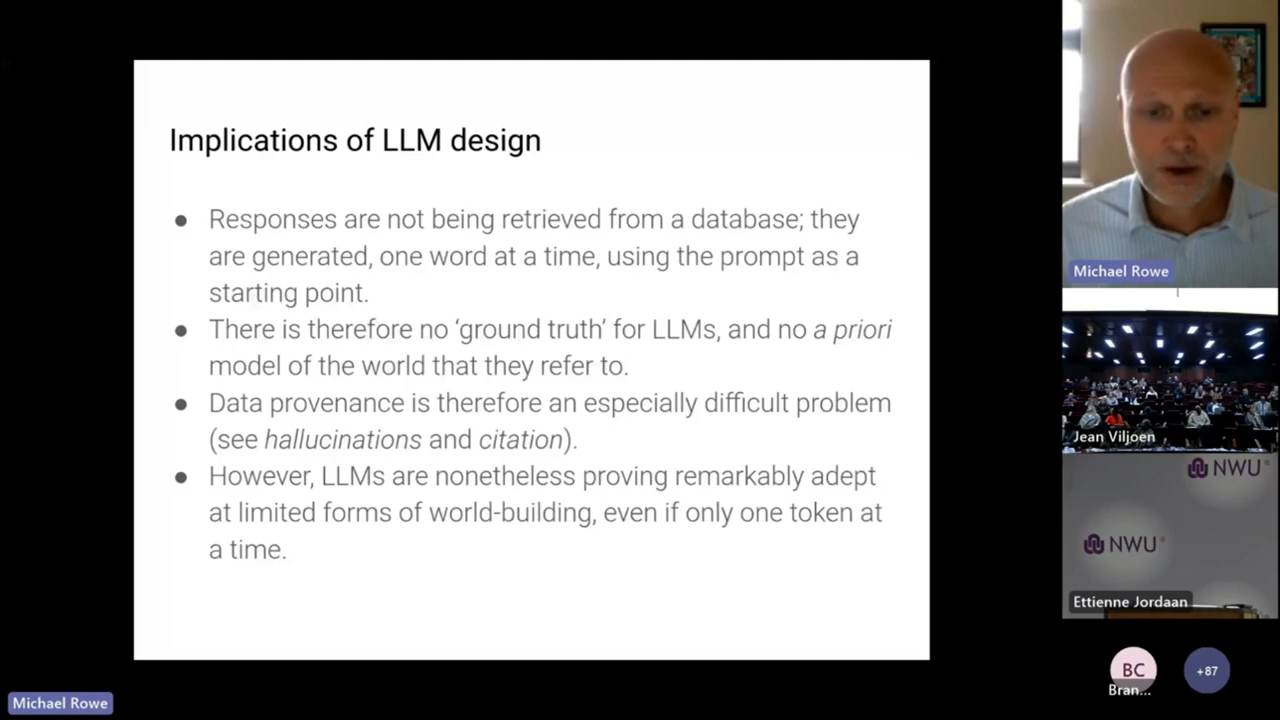 Implications of LLM design
● Responses are not being retrieved from a database; they
are generated, one word at a time, using the prompt as a
starting point.
● There is therefore no ‘ground truth’ for LLMs, and no a priori
model of the world that they refer to.
● Data provenance is therefore an especially difficult problem
(see hallucinations and citation).
● However, LLMs are nonetheless proving remarkably adept
at limited forms of world-building, even if only one token at
a time.
Michael Rowe
Jean Viljoen
NWU®
NWU®
Ettienne Jordaan
BC
Bran...
+87
Michael Rowe